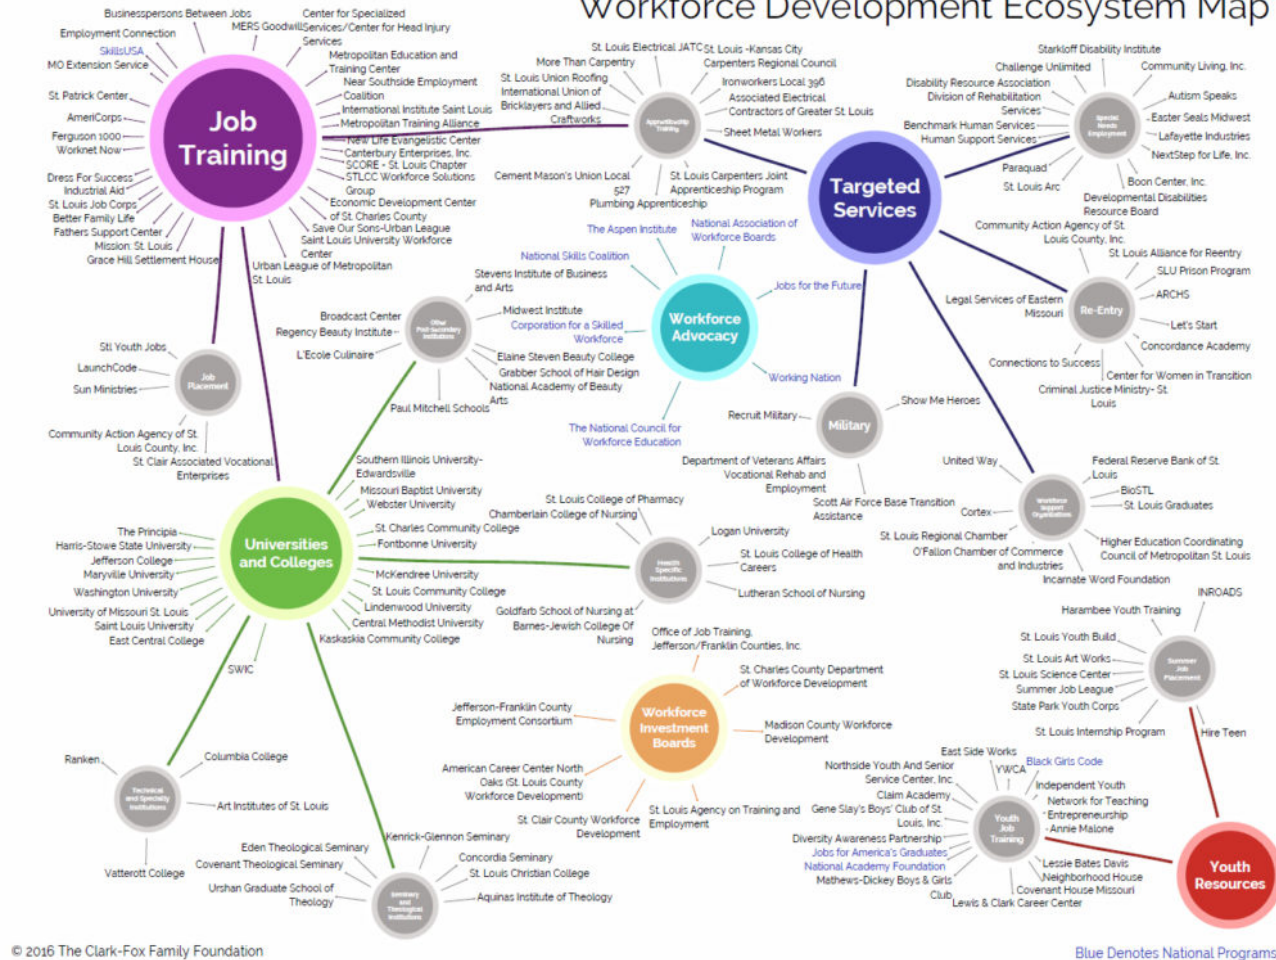 Workforce Development Ecosystem Map
Businesspersons Between Jobs
Employment Connection
SkillsUSA
MO Extension Service
St. Patrick Center
AmeriCorps
Ferguson 1000
Worknet Now
Dress For Success
Industrial Aid
St. Louis Job Corps
Better Family Life
Fathers Support Center
Mission: St. Louis
Grace Hill Settlement House
MERS Goodwill
Center for Specialized
Services/Center for Head Injury
Services
Metropolitan Education and
Training Center
Near Southside Employment
Coalition
International Institute Saint Louis
Metropolitan Training Alliance
New Life Evangelistic Center
Canterbury Enterprises, Inc.
SCORE - St. Louis Chapter
STLCC Workforce Solutions
Group
Economic Development Center
of St. Charles County
Save Our Sons-Urban League
Saint Louis University Workforce
Center
Urban League of Metropolitan
St. Louis
Job
Training
St. Louis Electrical JATC
More Than Carpentry
St. Louis Union Roofing
International Union of
Bricklayers and Allied
Craftworks
St. Louis -Kansas City
Carpenters Regional Council
Ironworkers Local 396
Associated Electrical
Contractors of Greater St. Louis
Sheet Metal Workers
Apprenticeship
Training
Cement Mason's Union Local
527
Plumbing Apprenticeship
St. Louis Carpenters Joint
Apprenticeship Program
Targeted
Services
Starkloff Disability Institute
Challenge Unlimited
Disability Resource Association
Division of Rehabilitation
Services
Benchmark Human Services
Human Support Services
Paraquad
St. Louis Arc
Community Living, Inc.
Autism Speaks
Easter Seals Midwest
Lafayette Industries
NextStep for Life, Inc.
Boon Center, Inc.
Developmental Disabilities
Resource Board
Special
Needs
Employment
Community Action Agency of St.
Louis County, Inc.
St. Louis Alliance for Reentry
SLU Prison Program
ARCHS
Let's Start
Concordance Academy
Center for Women in Transition
Criminal Justice Ministry- St.
Louis
Connections to Success
Legal Services of Eastern
Missouri
Re-Entry
The Aspen Institute
National Association of
Workforce Boards
National Skills Coalition
Jobs for the Future
Corporation for a Skilled
Workforce
Working Nation
The National Council for
Workforce Education
Workforce
Advocacy
Stevens Institute of Business
and Arts
Broadcast Center
Regency Beauty Institute
L'Ecole Culinaire
Midwest Institute
Elaine Steven Beauty College
Grabber School of Hair Design
National Academy of Beauty
Arts
Paul Mitchell Schools
Other
Post-secondary
Institutions
Stl Youth Jobs
LaunchCode
Sun Ministries
Community Action Agency of St.
Louis County, Inc.
St. Clair Associated Vocational
Enterprises
Job
Placement
Recruit Military
Show Me Heroes
Department of Veterans Affairs
Vocational Rehab and
Employment
Scott Air Force Base Transition
Assistance
Military
United Way
Cortex
St. Louis Regional Chamber
O'Fallon Chamber of Commerce
and Industries
Incarnate Word Foundation
Federal Reserve Bank of St.
Louis
BioSTL
St. Louis Graduates
Higher Education Coordinating
Council of Metropolitan St. Louis
Workforce
Support
Organizations
Southern Illinois University-
Edwardsville
Missouri Baptist University
Webster University
St. Charles Community College
Fontbonne University
McKendree University
St. Louis Community College
Lindenwood University
Central Methodist University
Kaskaskia Community College
The Principia
Harris-Stowe State University
Jefferson College
Maryville University
Washington University
University of Missouri St. Louis
Saint Louis University
East Central College
SWIC
Universities
and Colleges
St. Louis College of Pharmacy
Chamberlain College of Nursing
Logan University
St. Louis College of Health
Careers
Lutheran School of Nursing
Goldfarb School of Nursing at
Barnes-Jewish College Of
Nursing
Health
Specific
Institutions
Office of Job Training,
Jefferson/Franklin Counties, Inc.
St. Charles County Department
of Workforce Development
Jefferson-Franklin County
Employment Consortium
Madison County Workforce
Development
American Career Center North
Oaks (St. Louis County
Workforce Development)
St. Clair County Workforce
Development
St. Louis Agency on Training and
Employment
Workforce
Investment
Boards
INROADS
Harambee Youth Training
St. Louis Youth Build
St. Louis Art Works
St. Louis Science Center
Summer Job League
State Park Youth Corps
St. Louis Internship Program
Hire Teen
Summer
Job
Placement
East Side Works
YWCA
Black Girls Code
Northside Youth And Senior
Service Center, Inc.
Claim Academy
Gene Slay's Boys' Club of St.
Louis, Inc.
Diversity Awareness Partnership
Jobs for America's Graduates
National Academy Foundation
Mathews-Dickey Boys & Girls
Club
Lewis & Clark Career Center
Independent Youth
Network for Teaching
Entrepreneurship
Annie Malone
Lessie Bates Davis
Neighborhood House
Covenant House Missouri
Youth
Job
Training
Youth
Resources
Ranken
Columbia College
Art Institutes of St. Louis
Vatterott College
Technical
and Specialty
Institutions
Kenrick-Glennon Seminary
Eden Theological Seminary
Covenant Theological Seminary
Urshan Graduate School of
Theology
Concordia Seminary
St. Louis Christian College
Aquinas Institute of Theology
Seminary
and
Theological
Institutions
© 2016 The Clark-Fox Family Foundation
Blue Denotes National Programs